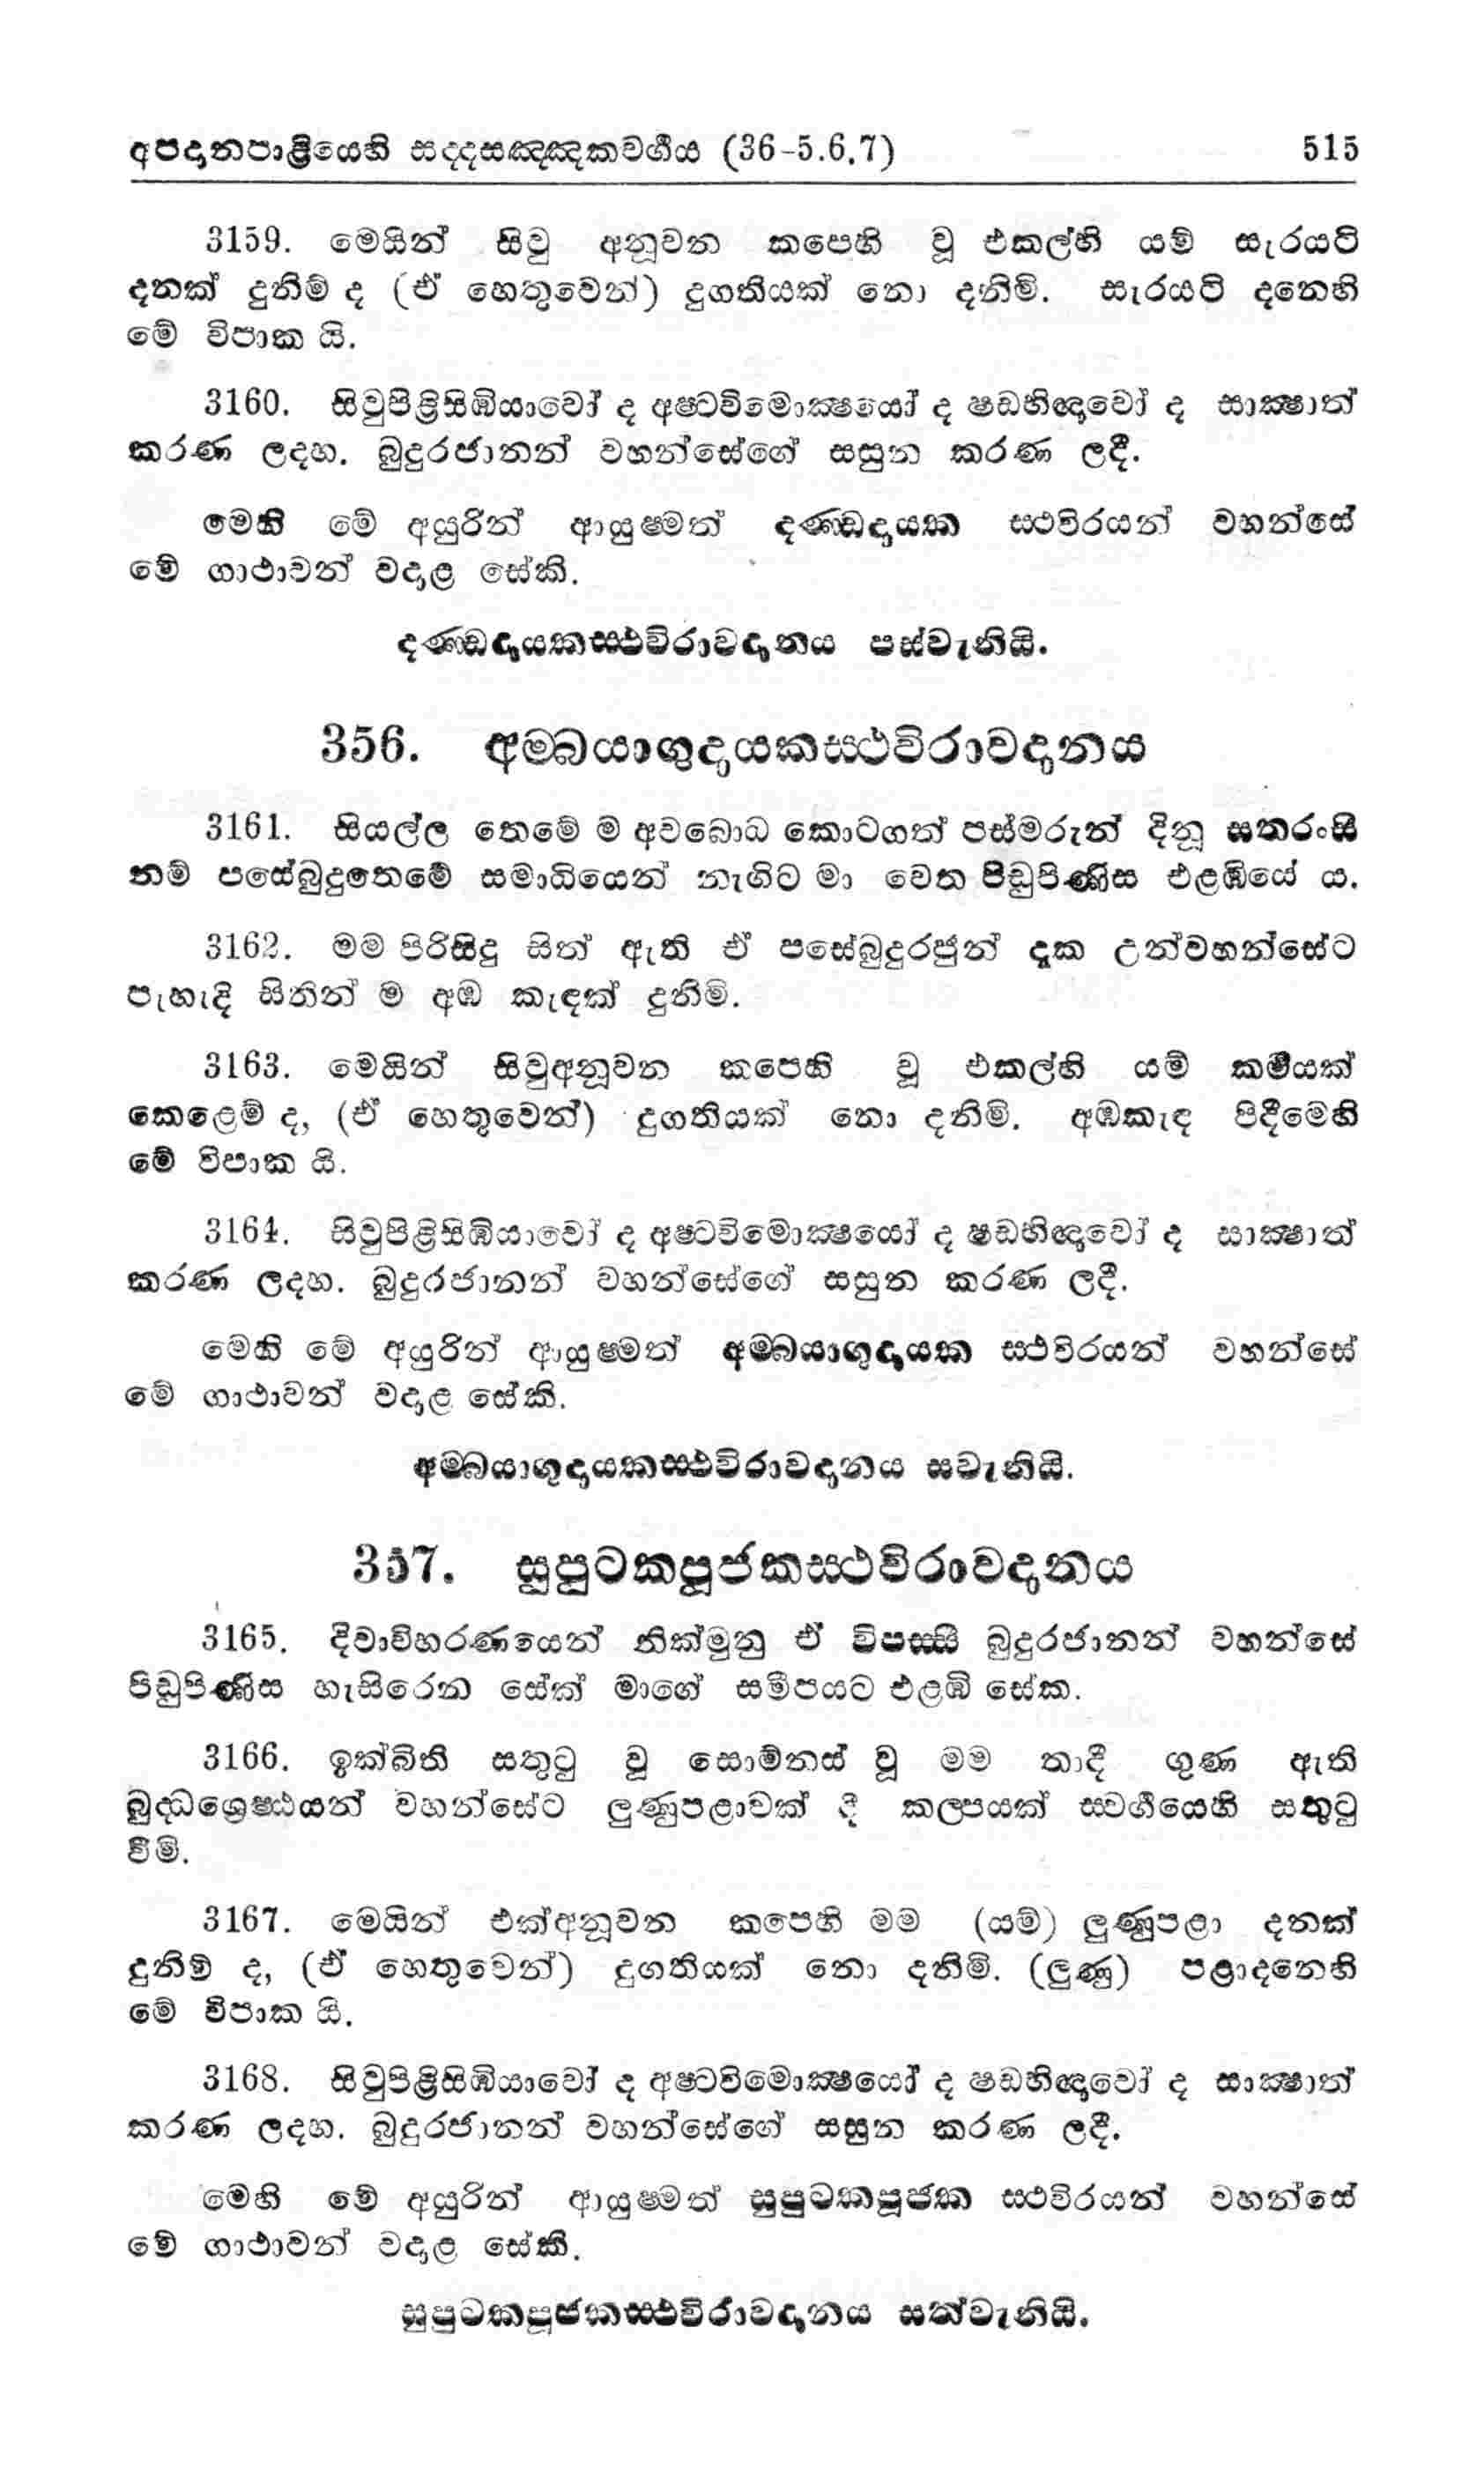 අපදානපාළියෙහි සද්දසඤ්ඤකවර්ගය (36-5.6.7) 515
3159. මෙයින් සිවු අනූවන කපෙහි වූ එකල්හි යම් සැරයටි
දනක් දුනිම් ද (ඒ හෙතුවෙන්) දුගතියක් නො දනිමි. සැරයටි දනෙහි
මේ විපාක යි.
3160. සිවුපිළිසිඹියාවෝ ද අෂ්ටවිමොක්ෂයෝ ද ෂඩභිඥාවෝ ද සාක්ෂාත්
කරණ ලදහ. බුදුරජානන් වහන්සේගේ සසුන කරණ ලදී.
මෙහි මේ අයුරින් ආයුෂ්මත් දණ්ඩදායක ස්ථවිරයන් වහන්සේ
මේ ගාථාවන් වදාළ සේකි.
දණ්ඩදායකස්ථවිරාවදානය පස්වැනියි.
356. අම්බයාගුදායකස්ථවිරාවදානය
3161. සියල්ල තෙමේ ම අවබොධ කොටගත් පස්මරුන් දිනූ සතරංසී
නම් පසේබුදුතෙමේ සමාධියෙන් නැගිට මා වෙත පිඩුපිණිස එළඹියේ ය.
3162. මම පිරිසිදු සිත් ඇති ඒ පසේබුදුරජුන් දැක උන්වහන්සේට
පැහැදි සිතින් ම අඹ කැඳක් දුනිමි.
3163. මෙයින් සිවුඅනූවන කපෙහි වූ එකල්හි යම් කර්මයක්
කෙළෙම් ද, (ඒ හෙතුවෙන්) දුගතියක් නො දනිමි. අඹකැඳ පිදීමෙහි
මේ විපාක යි.
3164. සිවුපිළිසිඹියාවෝ ද අෂ්ටවිමොක්ෂයෝ ද ෂඩභිඥාවෝ ද සාක්ෂාත්
කරණ ලදහ. බුදුරජානන් වහන්සේගේ සසුන කරණ ලදී.
මෙහි මේ අයුරින් ආයුෂ්මත් අම්බයාගුදායක ස්ථවිරයන් වහන්සේ
මේ ගාථාවන් වදාළ සේකි.
අම්බයාගුදායකස්ථවිරාවදානය සවැනියි.
357. සුපුටකපූජකස්ථවිරාවදානය
3165. දිවාවිහරණයෙන් නික්මුනු ඒ විපස්සී බුදුරජානන් වහන්සේ
පිඩුපිණිස හැසිරෙන සේක් මාගේ සමීපයට එළඹි සේක.
3166. ඉක්බිති සතුටු වූ සොම්නස් වූ මම තාදී ගුණ ඇති
බුද්ධශ්‍රෙෂ්ඨයන් වහන්සේට ලුණුපළාවක් දී කල්පයක් ස්වර්ගයෙහි සතුටු
වීමි.
3167. මෙයින් එක්අනූවන කපෙහි මම (යම්) ලුණුපළා දනක්
දුනිම් ද, (ඒ හෙතුවෙන්) දුගතියක් නො දනිමි. (ලුණු) පළාදනෙහි
මේ විපාක යි.
3168. සිවුපිළිසිඹියාවෝ ද අෂ්ටවිමොක්ෂයෝ ද ෂඩභිඥාවෝ ද සාක්ෂාත්
කරණ ලදහ. බුදුරජානන් වහන්සේගේ සසුන කරණ ලදී.
මෙහි මේ අයුරින් ආයුෂ්මත් සුපුටකපූජක ස්ථවිරයන් වහන්සේ
මේ ගාථාවන් වදාළ සේකි.
සුපුටකපූජකස්ථවිරාවදානය සත්වැනියි.